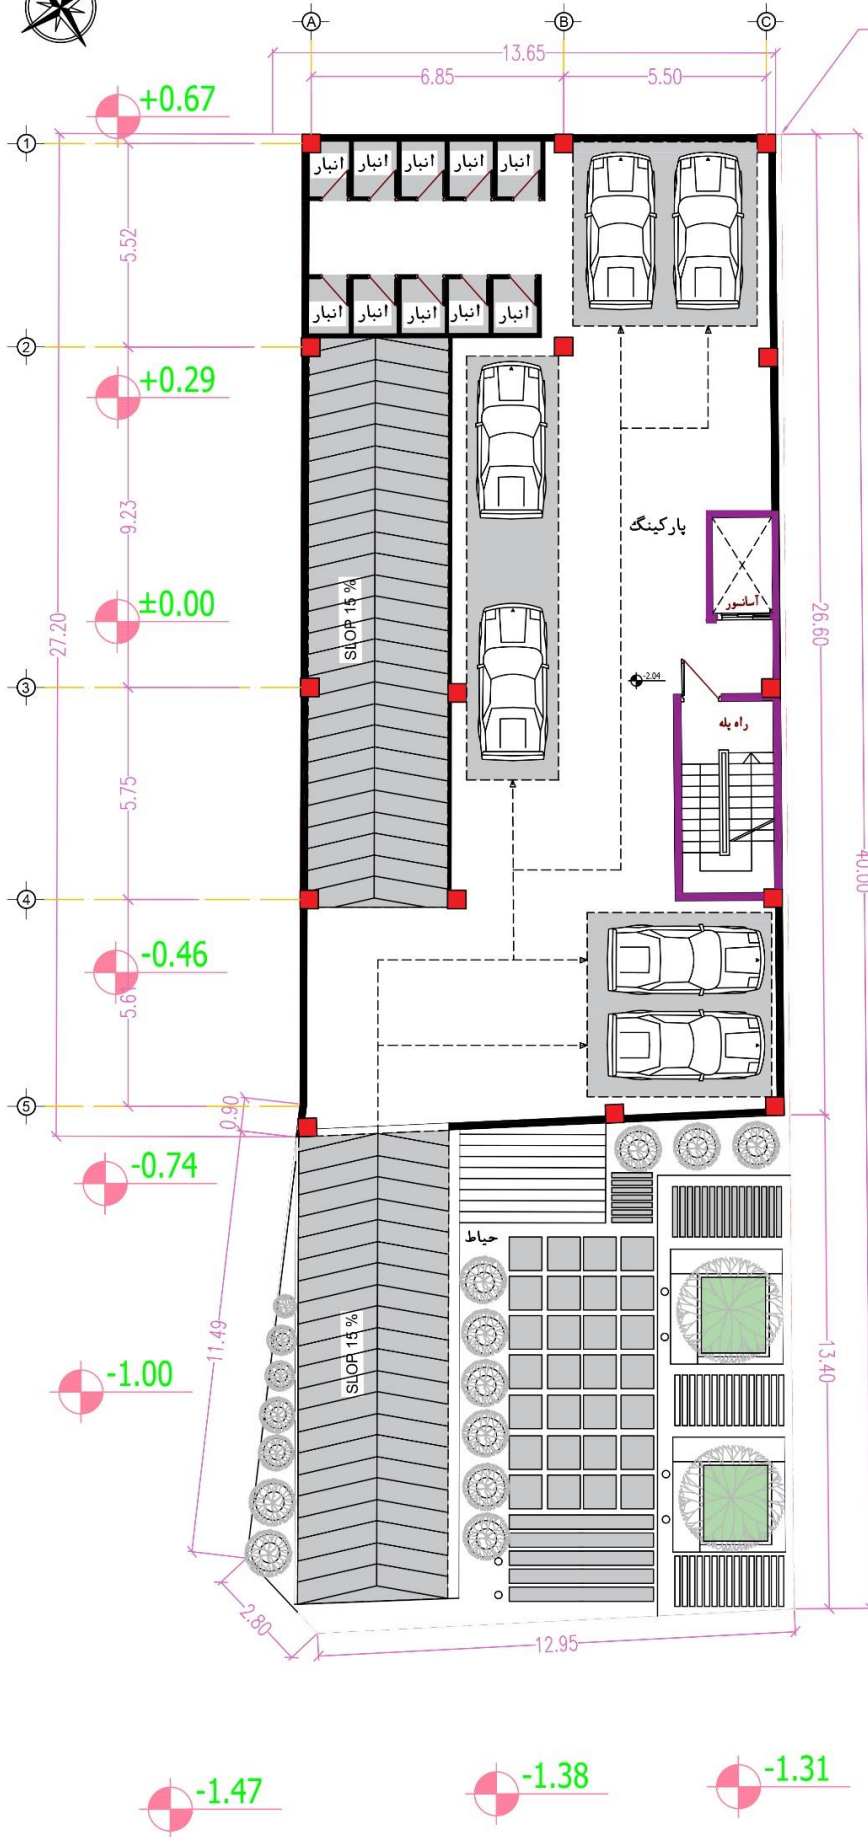 A B C
13.65
6.85 5.50
+0.67
1
انبار انبار انبار انبار انبار
5.52
انبار انبار انبار انبار انبار
2
+0.29
9.23
پارکینگ
SLOP 15 %
آسانسور
±0.00
27.20
26.60
-2.04
3
راه پله
5.75
40.00
4
-0.46
5.61
5
0.90
-0.74
حیاط
11.49
SLOP 15 %
13.40
-1.00
2.80
12.95
-1.47 -1.38 -1.31